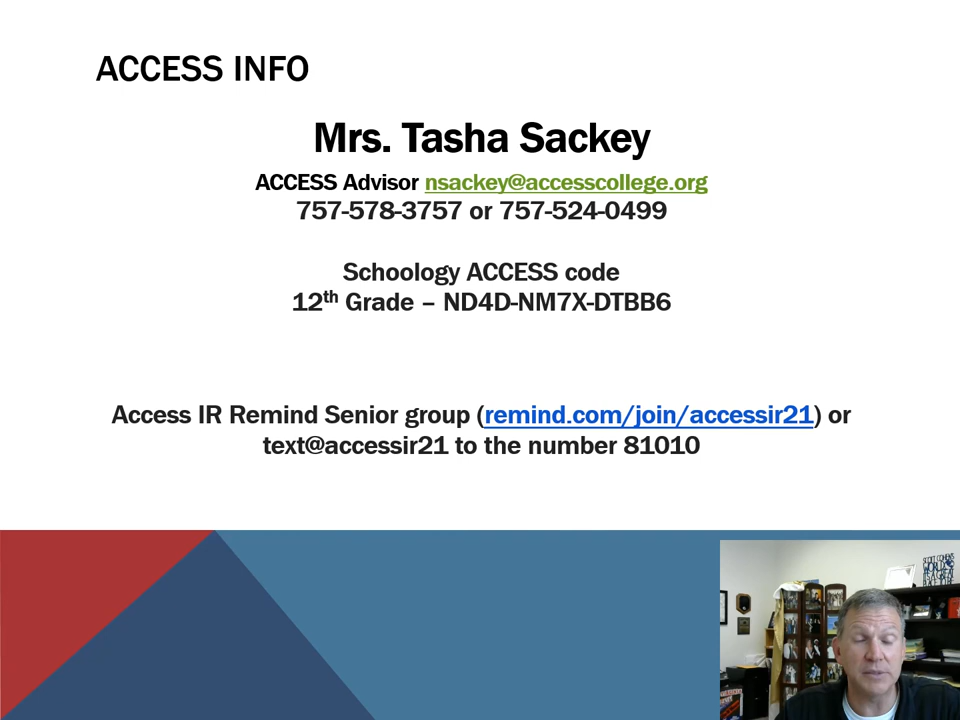 ACCESS INFO
Mrs. Tasha Sackey
ACCESS Advisor nsackey@accesscollege.org
757-578-3757 or 757-524-0499
Schoology ACCESS code
12th Grade – ND4D-NM7X-DTBB6
Access IR Remind Senior group (remind.com/join/accessir21) or
text@accessir21 to the number 81010